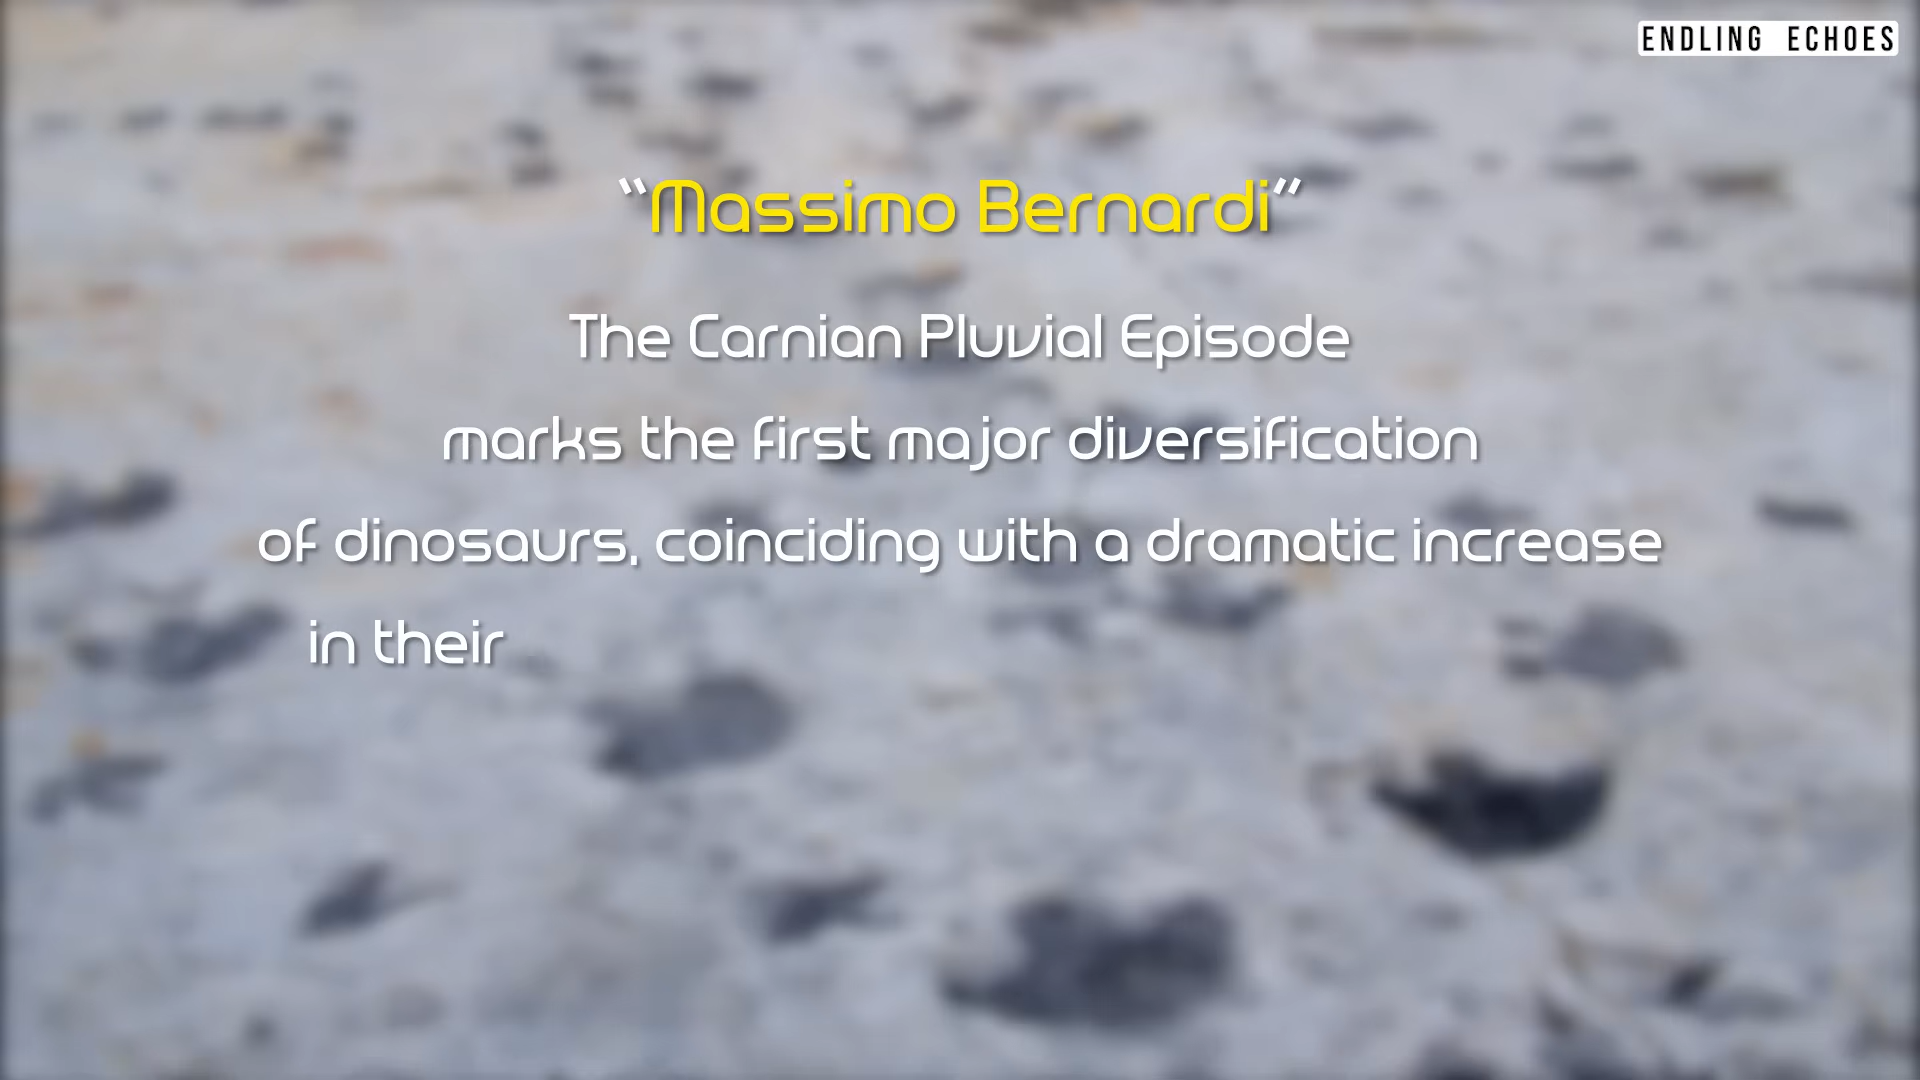 ENDLING ECHOES
“Massimo Bernardi”
The Carnian Pluvial Episode
marks the first major diversification
of dinosaurs, coinciding with a dramatic increase
in their